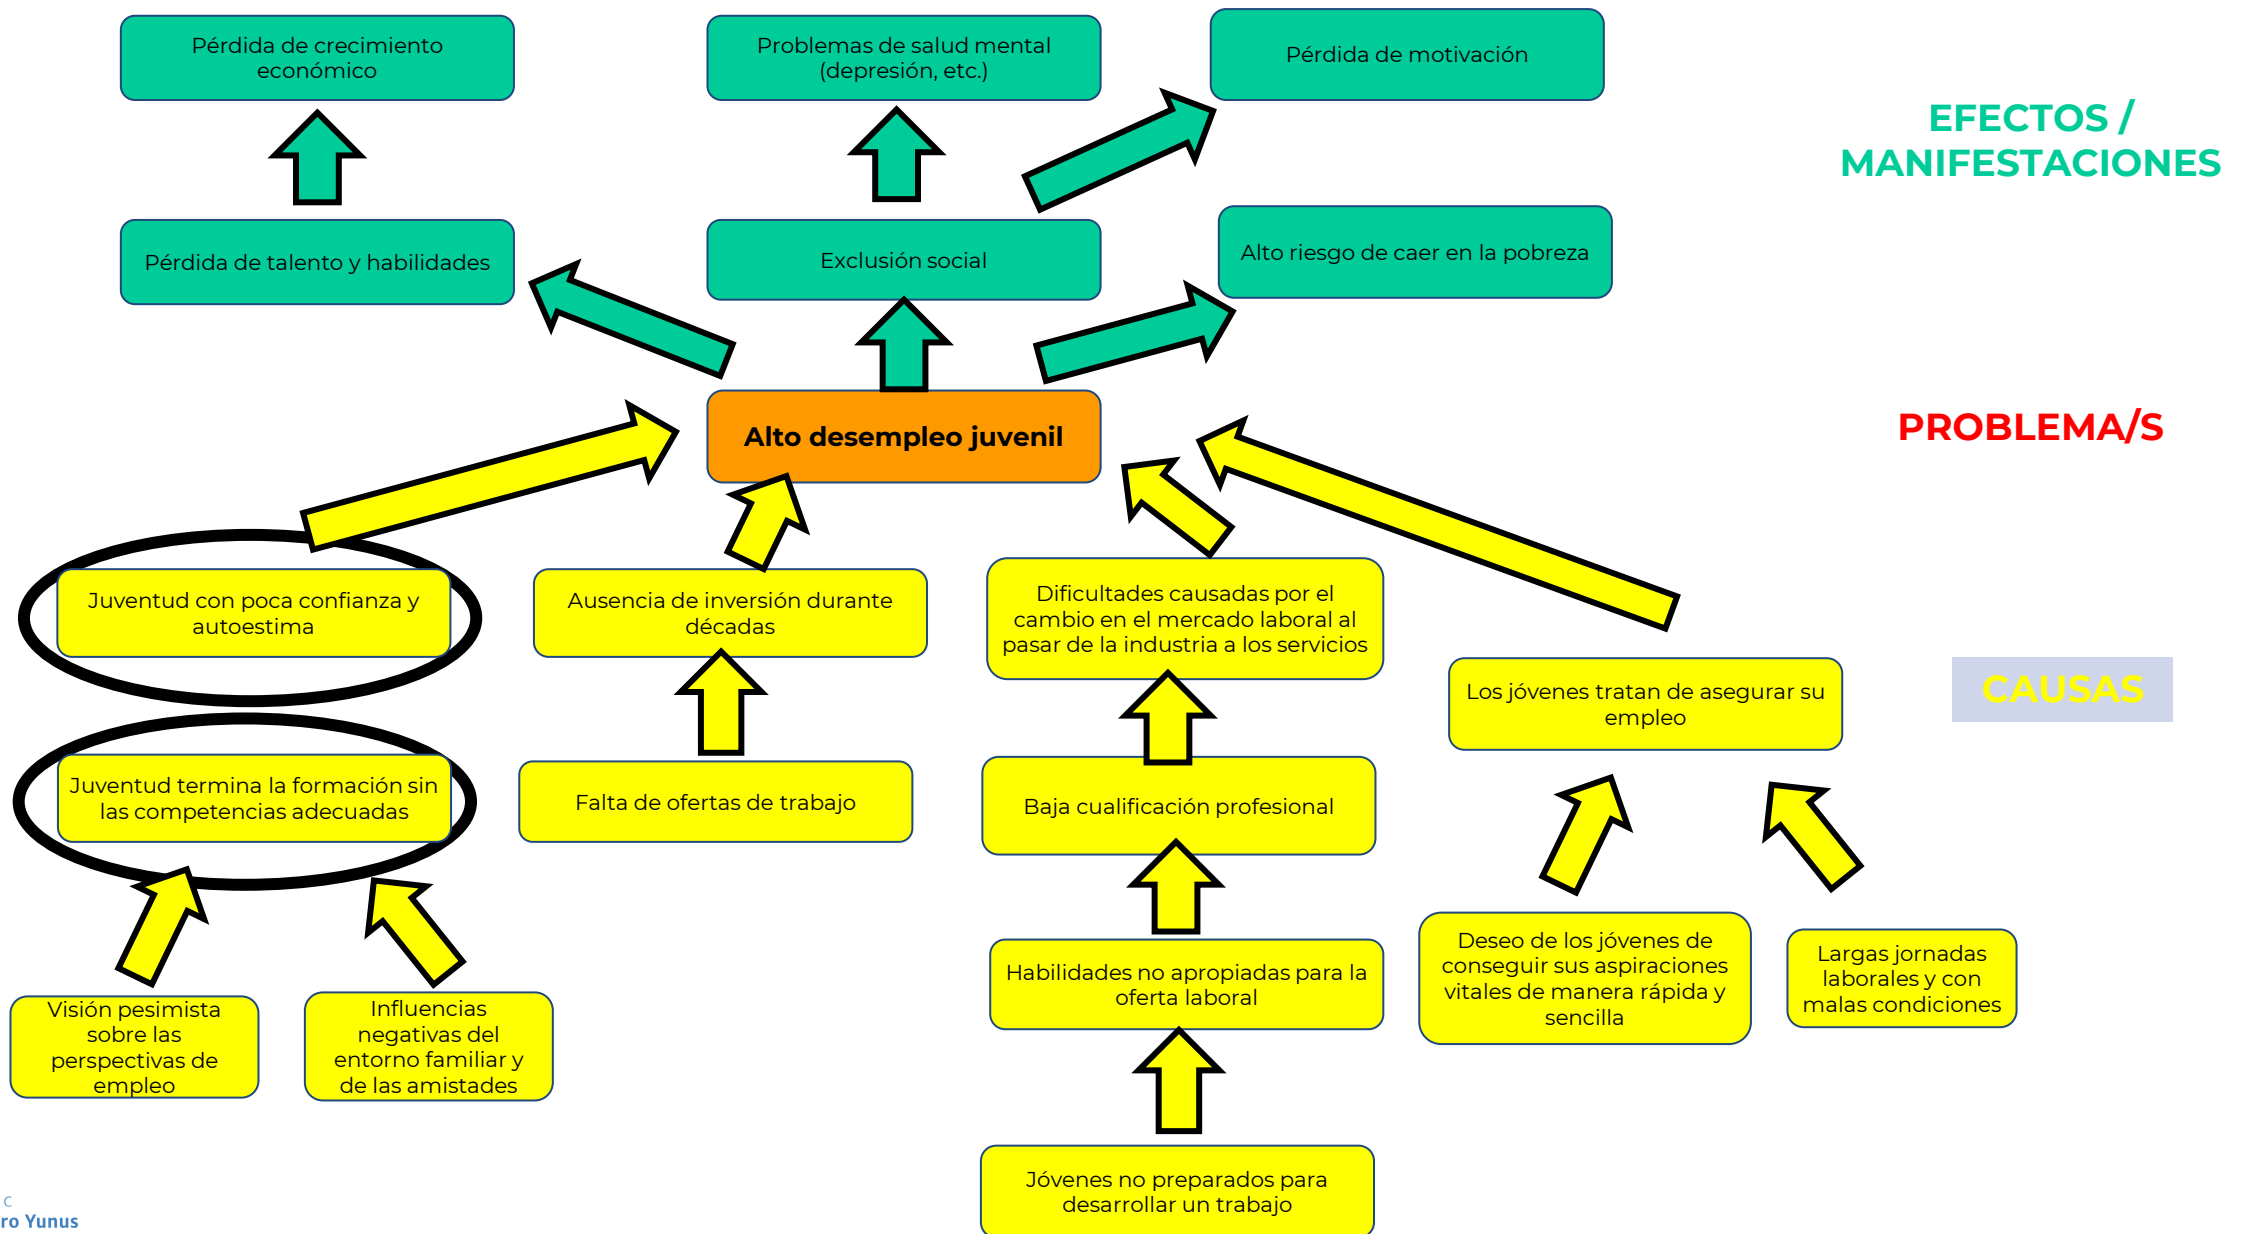 Pérdida de crecimiento
económico
Problemas de salud mental
(depresión, etc.)
Pérdida de motivación
EFECTOS /
MANIFESTACIONES
Pérdida de talento y habilidades
Exclusión social
Alto riesgo de caer en la pobreza
Alto desempleo juvenil
PROBLEMA/S
Juventud con poca confianza y
autoestima
Ausencia de inversión durante
décadas
Dificultades causadas por el
cambio en el mercado laboral al
pasar de la industria a los servicios
Los jóvenes tratan de asegurar su
empleo
CAUSAS
Juventud termina la formación sin
las competencias adecuadas
Falta de ofertas de trabajo
Baja cualificación profesional
Visión pesimista
sobre las
perspectivas de
empleo
Influencias
negativas del
entorno familiar y
de las amistades
Habilidades no apropiadas para la
oferta laboral
Deseo de los jóvenes de
conseguir sus aspiraciones
vitales de manera rápida y
sencilla
Largas jornadas
laborales y con
malas condiciones
Jóvenes no preparados para
desarrollar un trabajo
C
ro Yunus